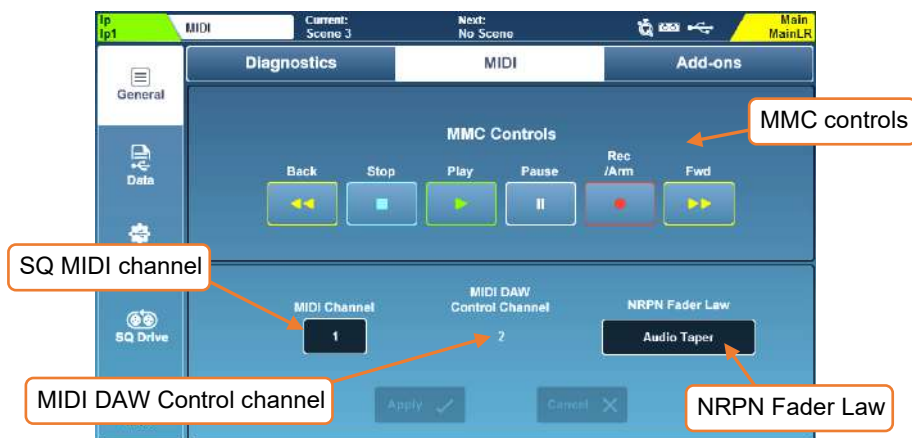 Ip
Ip1
MIDI
Current:
Scene 3
Next:
No Scene
Main
MainLR
General
Data
SQ Drive
Diagnostics
MIDI
Add-ons
MMC Controls
Back
Stop
Play
Pause
Rec
/Arm
Fwd
MMC controls
SQ MIDI channel
MIDI Channel
1
MIDI DAW
Control Channel
2
NRPN Fader Law
Audio Taper
MIDI DAW Control channel
Apply
Cancel
NRPN Fader Law